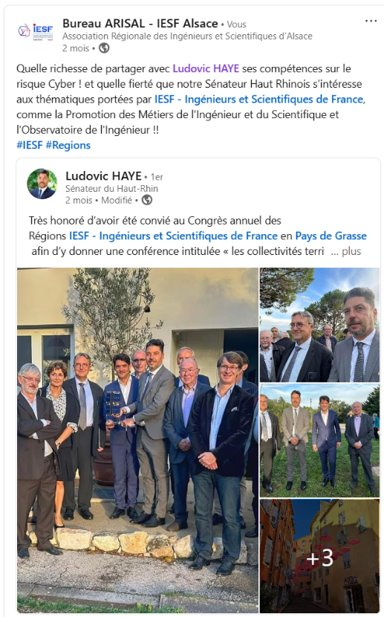 Bureau ARISAL - IESF Alsace • Vous
IESF
Association Régionale des Ingénieurs et Scientifiques d'Alsace
2 mois •
Quelle richesse de partager avec Ludovic HAYE ses compétences sur le
risque Cyber ! et quelle fierté que notre Sénateur Haut Rhinois s'intéresse
aux thématiques portées par IESF - Ingénieurs et Scientifiques de France,
comme la Promotion des Métiers de l'Ingénieur et du Scientifique et
l'Observatoire de l'Ingénieur !!
#IESF #Regions
Ludovic HAYE • 1er
Sénateur du Haut-Rhin
2 mois • Modifié •
Très honoré d'avoir été convié au Congrès annuel des
Régions IESF - Ingénieurs et Scientifiques de France en Pays de Grasse
afin d'y donner une conférence intitulée « les collectivités terri ... plus
+3